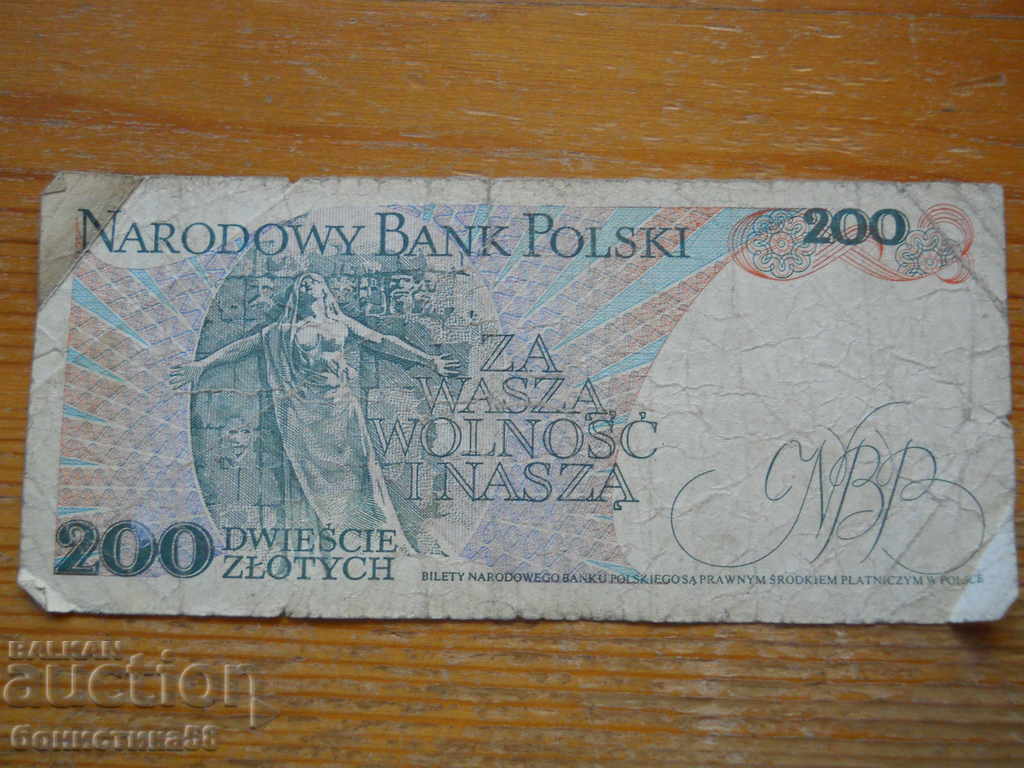 NARODOWY BANK POLSKI
200
ZA
WASZĄ
WOLNOŚĆ
I NASZĄ
NBP
200 DWIEŚCIE
ZŁOTYCH
BILETY NARODOWEGO BANKU POLSKIEGO SĄ PRAWNYM ŚRODKIEM PŁATNICZYM W POLSCE
BALKAN
auction
бонистика58